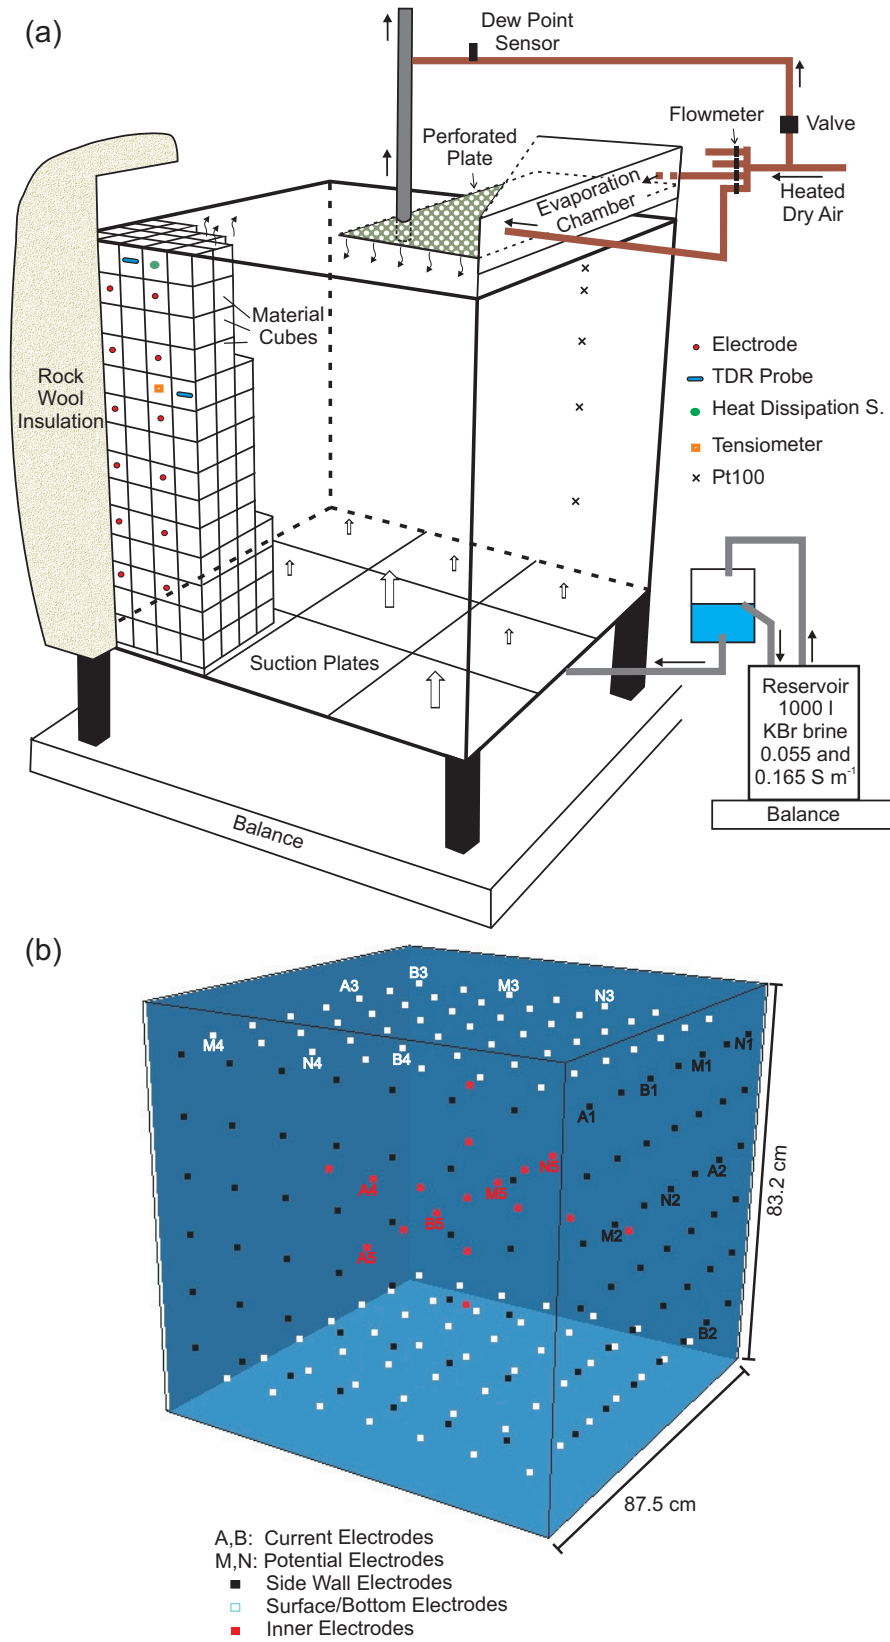 (a)
Dew Point
Sensor
Flowmeter
Valve
Perforated
Plate
Heated
Dry Air
Evaporation
Chamber
Material
Cubes
Rock
Wool
Insulation
Electrode
TDR Probe
Heat Dissipation S.
Tensiometer
Pt100
Suction Plates
Reservoir
1000 l
KBr brine
0.055 and
0.165 S m⁻¹
Balance
Balance
(b)
B3
A3
M3
N3
M4
N4
B4
N1
M1
B1
A1
A2
N2
M2
B2
N5
A4
M5
B5
A5
83.2 cm
87.5 cm
A,B: Current Electrodes
M,N: Potential Electrodes
Side Wall Electrodes
Surface/Bottom Electrodes
Inner Electrodes